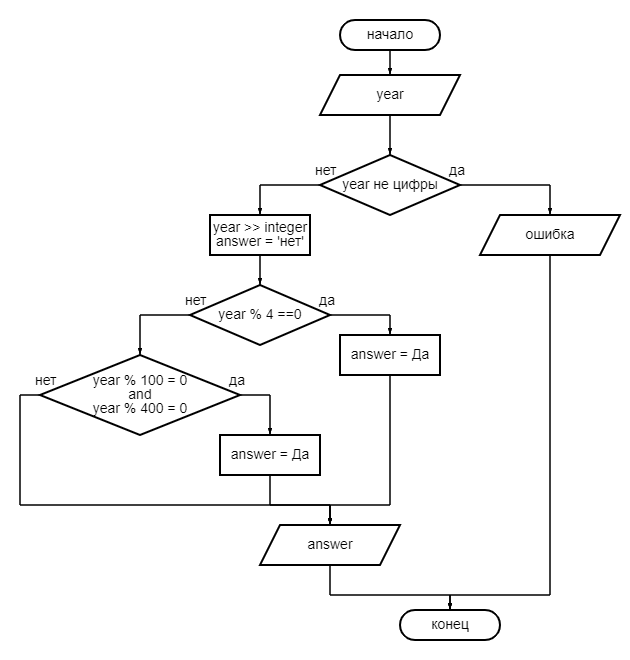 начало
year
нет
да
year не цифры
year >> integer
answer = 'нет'
ошибка
нет
да
year % 4 ==0
answer = Да
нет
да
year % 100 = 0
and
year % 400 = 0
answer = Да
answer
конец